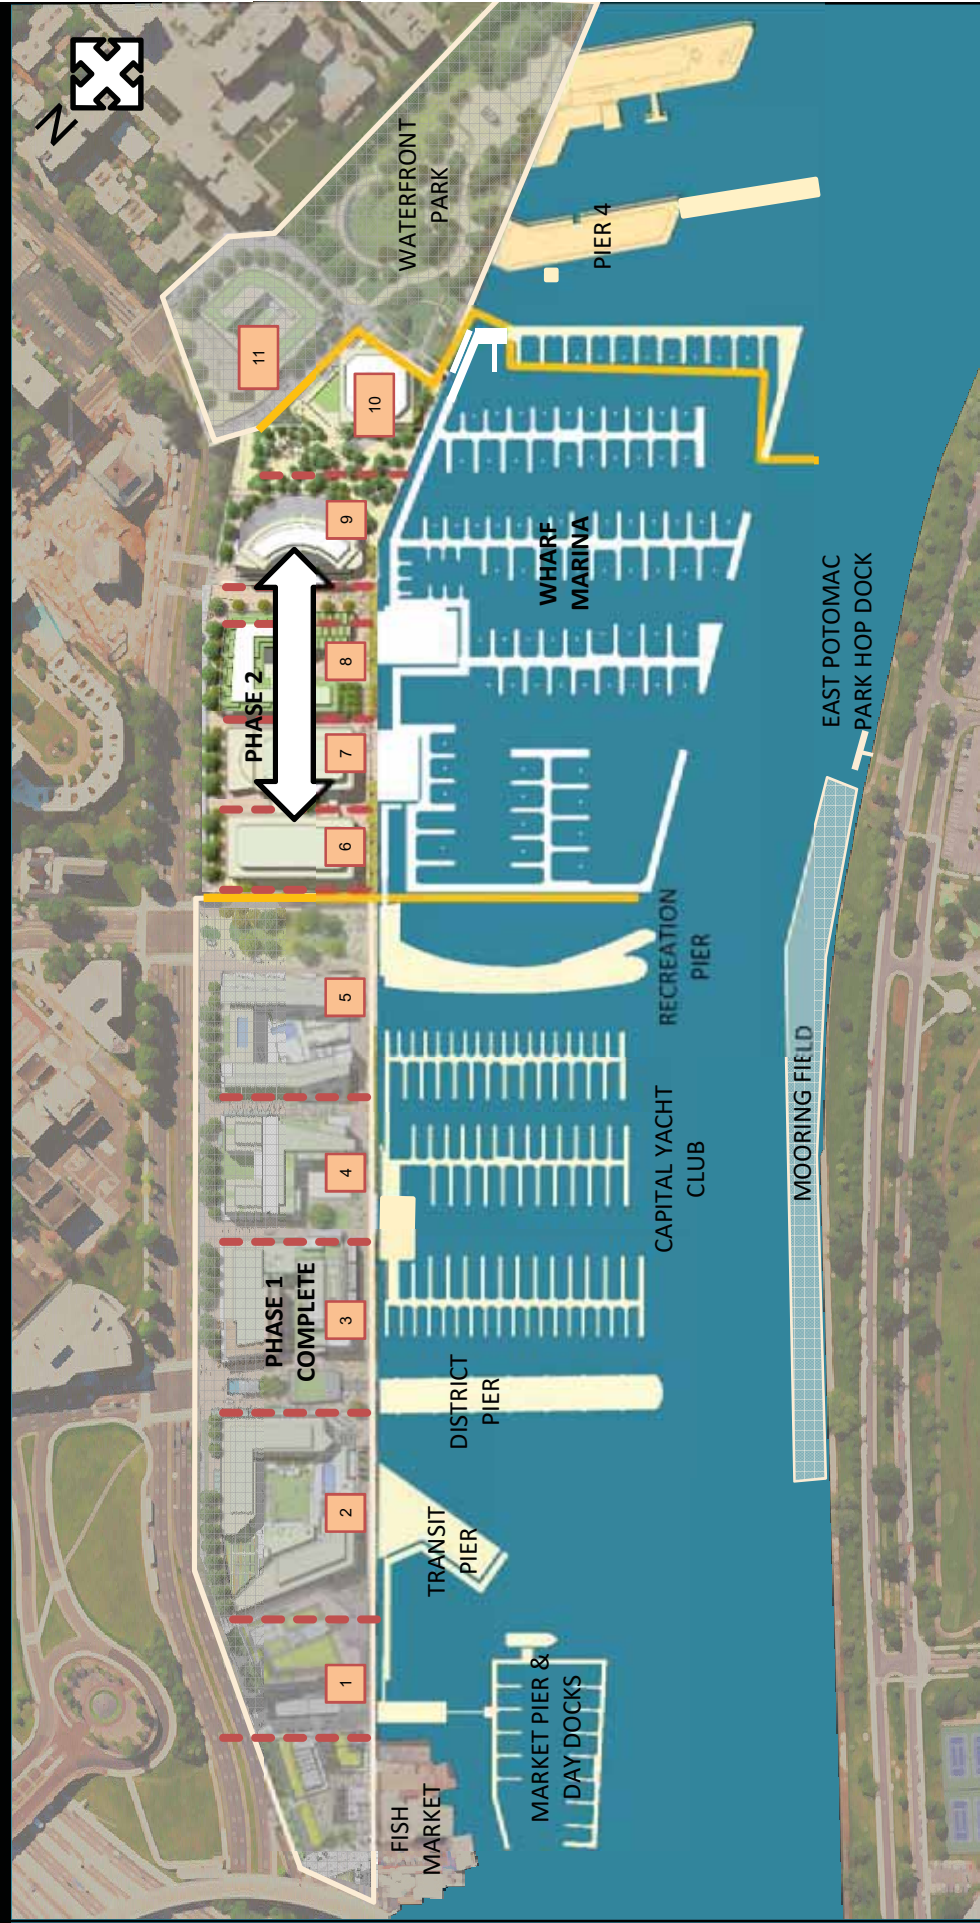 N
WATERFRONT
PARK
PIER 4
11
10
9
8
7
6
PHASE 2
WHARF
MARINA
EAST POTOMAC
PARK HOP DOCK
RECREATION
PIER
5
4
3
2
1
PHASE 1
COMPLETE
CAPITAL YACHT
CLUB
MOORING FIELD
DISTRICT
PIER
TRANSIT
PIER
MARKET PIER &
DAY DOCKS
FISH
MARKET